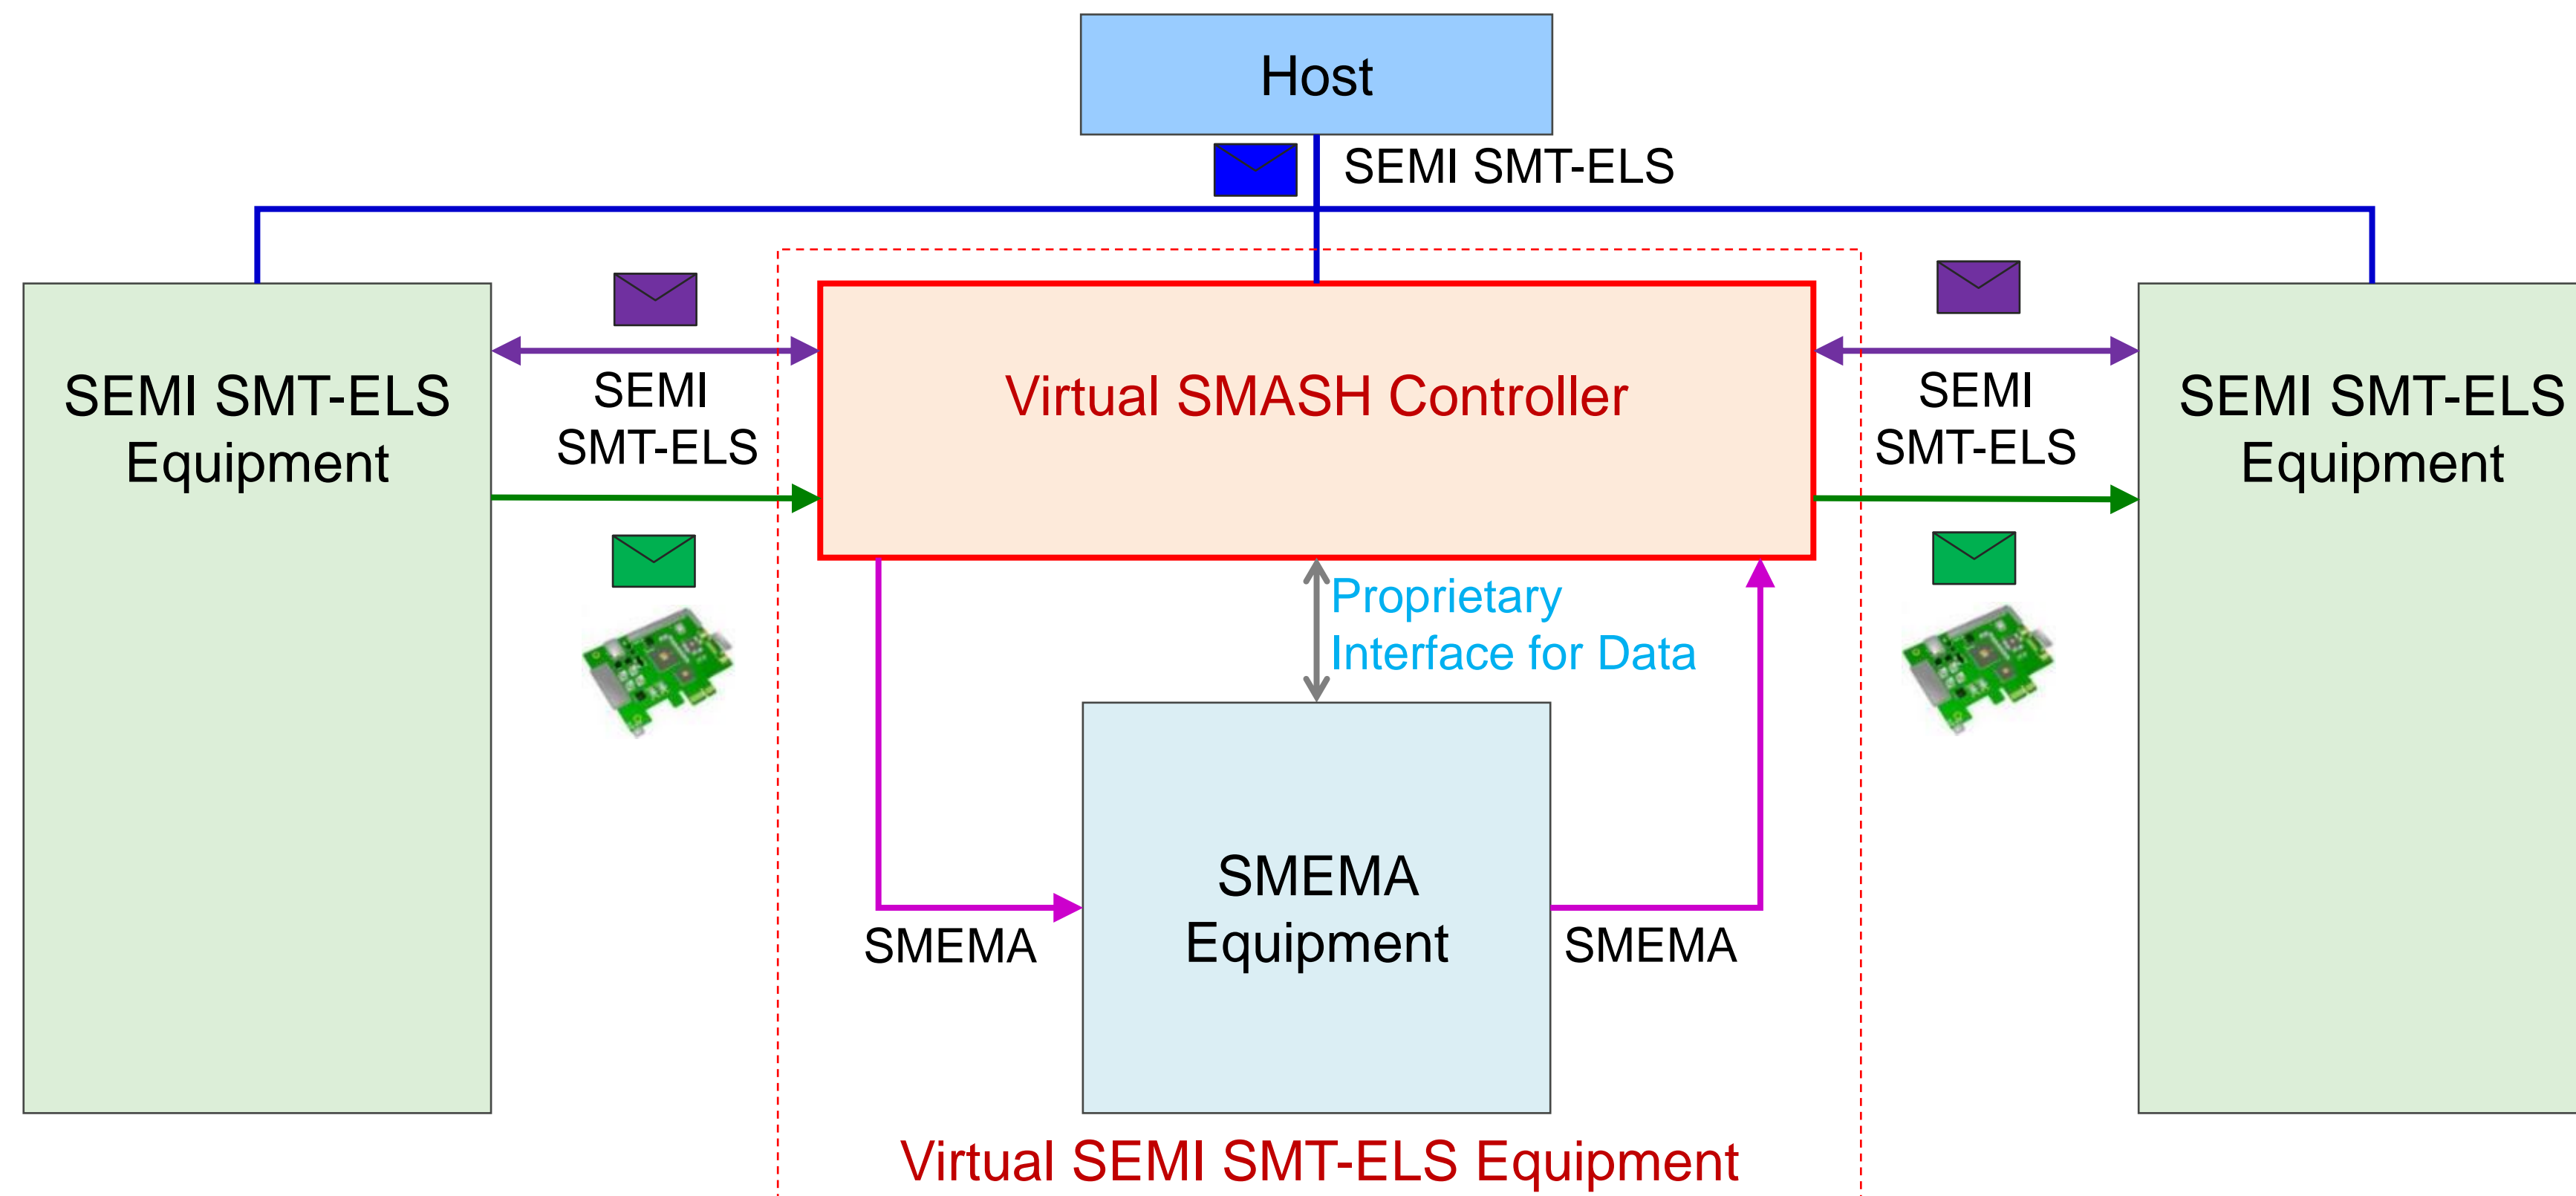 Host
SEMI SMT-ELS
SEMI SMT-ELS
Equipment
SEMI
SMT-ELS
Virtual SMASH Controller
SEMI
SMT-ELS
SEMI SMT-ELS
Equipment
Proprietary
Interface for Data
SMEMA
SMEMA
Equipment
SMEMA
Virtual SEMI SMT-ELS Equipment